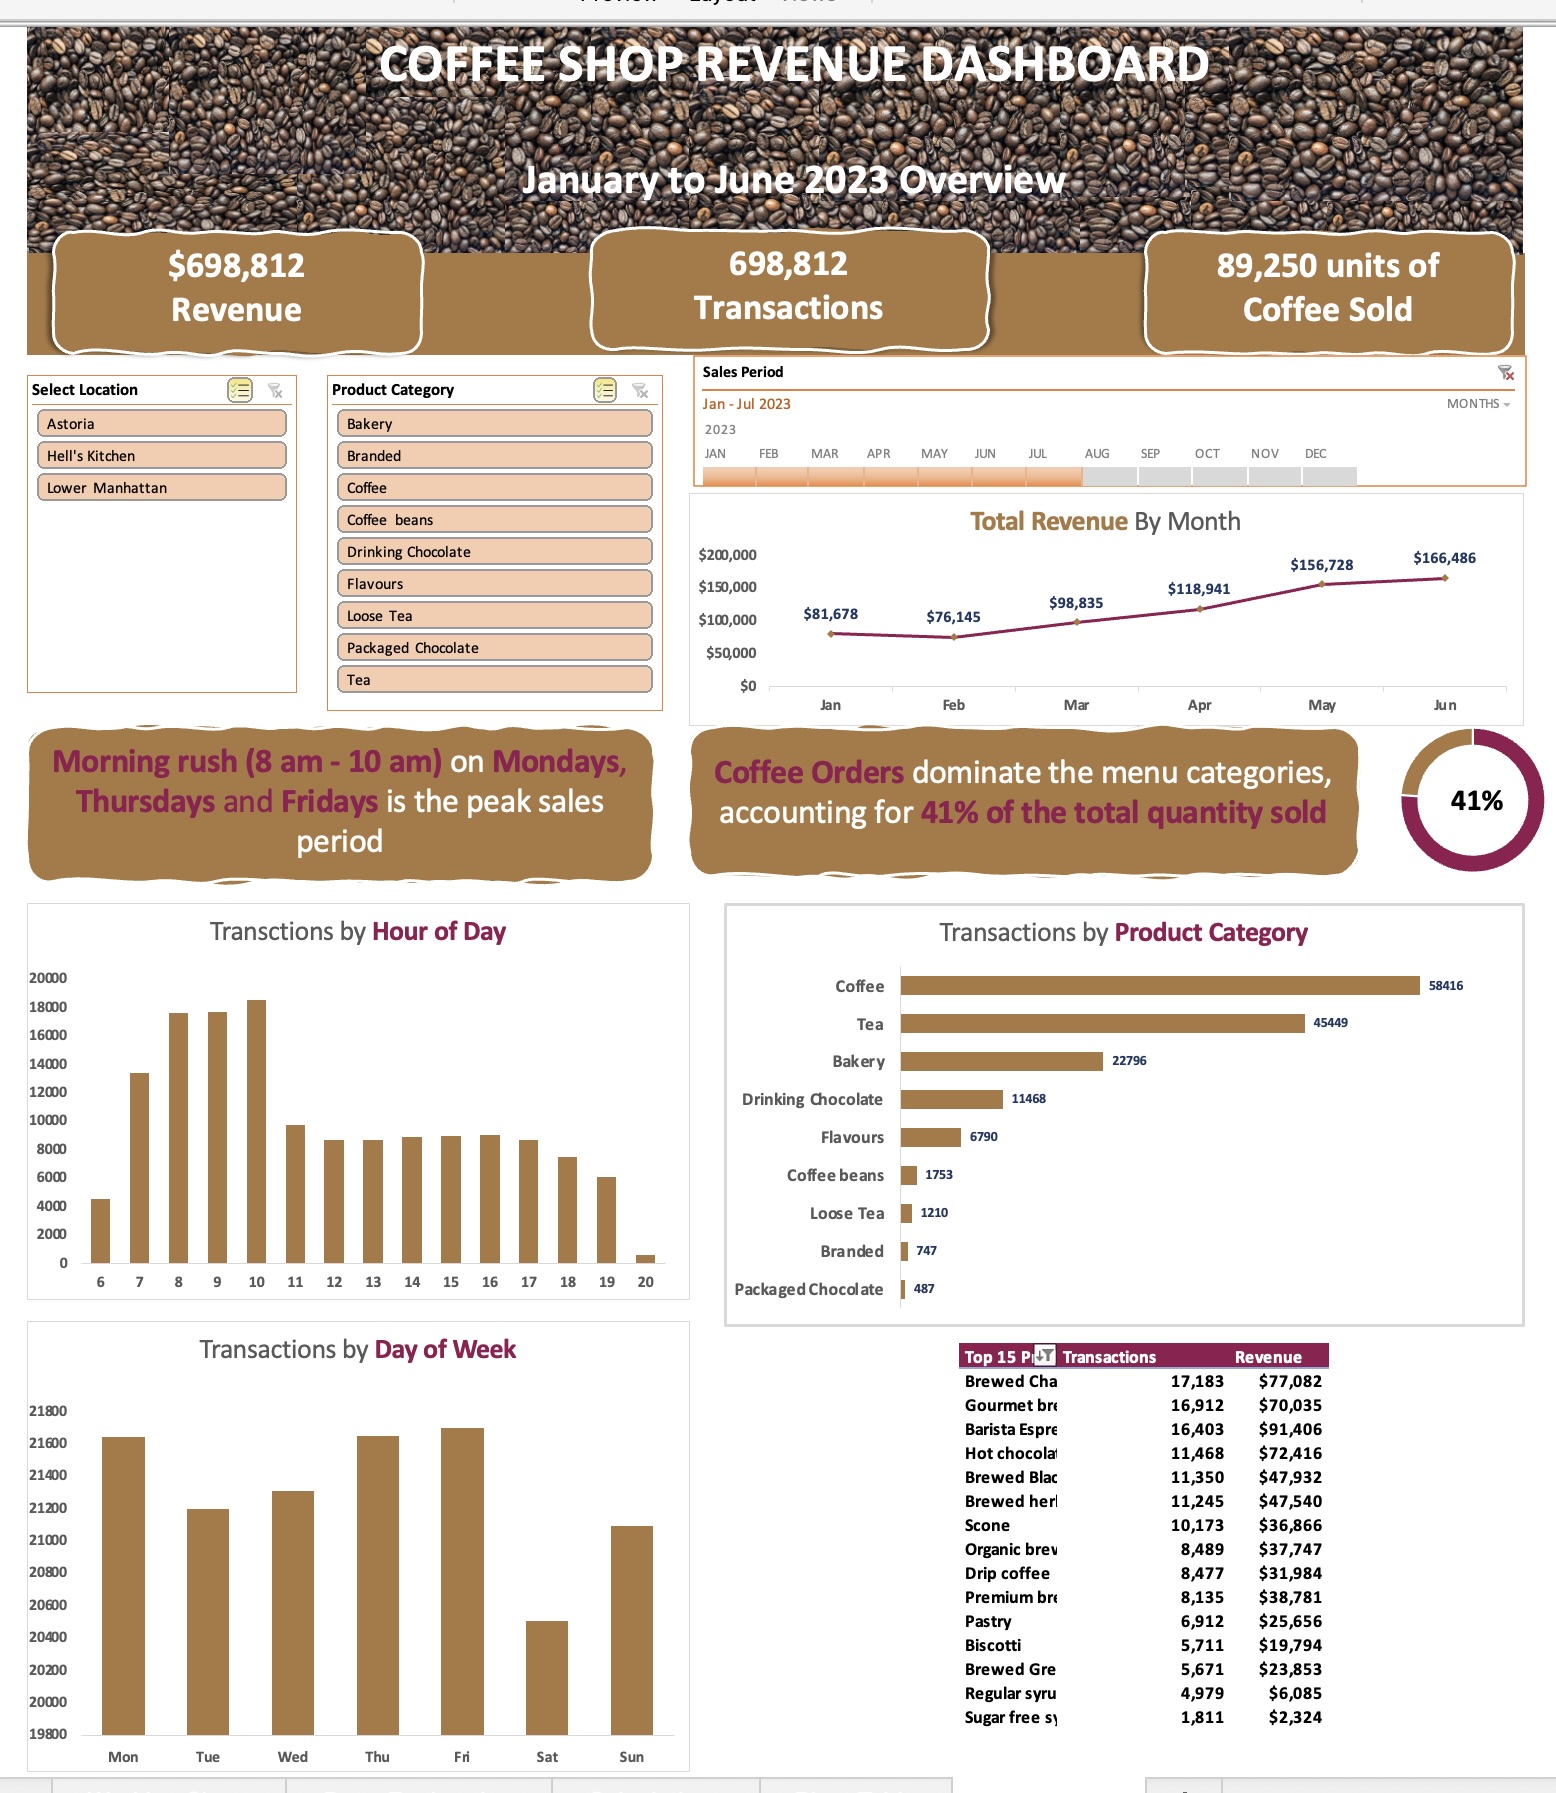 COFFEE SHOP REVENUE DASHBOARD
January to June 2023 Overview
$698,812
Revenue
698,812
Transactions
89,250 units of
Coffee Sold
Select Location
Astoria
Hell's Kitchen
Lower Manhattan
Product Category
Bakery
Branded
Coffee
Coffee beans
Drinking Chocolate
Flavours
Loose Tea
Packaged Chocolate
Tea
Sales Period
Jan - Jul 2023
MONTHS
2023
JAN FEB MAR APR MAY JUN JUL AUG SEP OCT NOV DEC
Total Revenue By Month
$200,000
$150,000
$100,000
$50,000
$0
$81,678 $76,145 $98,835 $118,941 $156,728 $166,486
Jan Feb Mar Apr May Jun
Morning rush (8 am - 10 am) on Mondays,
Thursdays and Fridays is the peak sales
period
Coffee Orders dominate the menu categories,
accounting for 41% of the total quantity sold
41%
Transctions by Hour of Day
20000
18000
16000
14000
12000
10000
8000
6000
4000
2000
0
6 7 8 9 10 11 12 13 14 15 16 17 18 19 20
Transactions by Product Category
Coffee 58416
Tea 45449
Bakery 22796
Drinking Chocolate 11468
Flavours 6790
Coffee beans 1753
Loose Tea 1210
Branded 747
Packaged Chocolate 487
Transactions by Day of Week
21800
21600
21400
21200
21000
20800
20600
20400
20200
20000
19800
Mon Tue Wed Thu Fri Sat Sun
Top 15 Pr Transactions Revenue
Brewed Cha 17,183 $77,082
Gourmet bre 16,912 $70,035
Barista Espre 16,403 $91,406
Hot chocolat 11,468 $72,416
Brewed Blac 11,350 $47,932
Brewed herl 11,245 $47,540
Scone 10,173 $36,866
Organic brev 8,489 $37,747
Drip coffee 8,477 $31,984
Premium bre 8,135 $38,781
Pastry 6,912 $25,656
Biscotti 5,711 $19,794
Brewed Gre 5,671 $23,853
Regular syru 4,979 $6,085
Sugar free sy 1,811 $2,324